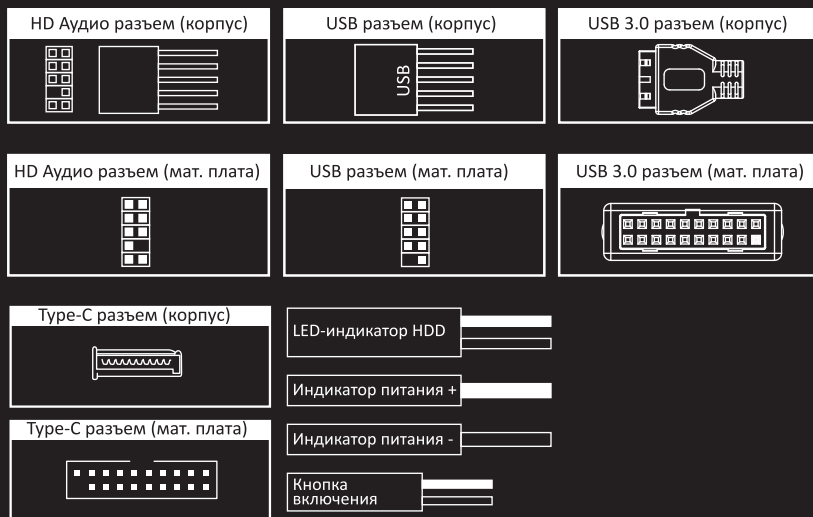 HD Аудио разъем (корпус)
USB разъем (корпус)
USB 3.0 разъем (корпус)
USB
HD Аудио разъем (мат. плата)
USB разъем (мат. плата)
USB 3.0 разъем (мат. плата)
Type-C разъем (корпус)
LED-индикатор HDD
Индикатор питания +
Type-C разъем (мат. плата)
Индикатор питания -
Кнопка
включения